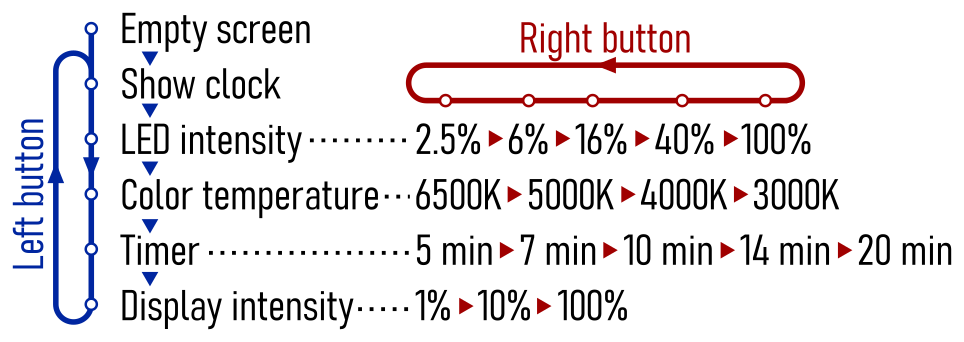 Empty screen
Right button
Show clock
LED intensity 2.5% 6% 16% 40% 100%
Color temperature 6500K 5000K 4000K 3000K
Left button
Timer 5 min 7 min 10 min 14 min 20 min
Display intensity 1% 10% 100%